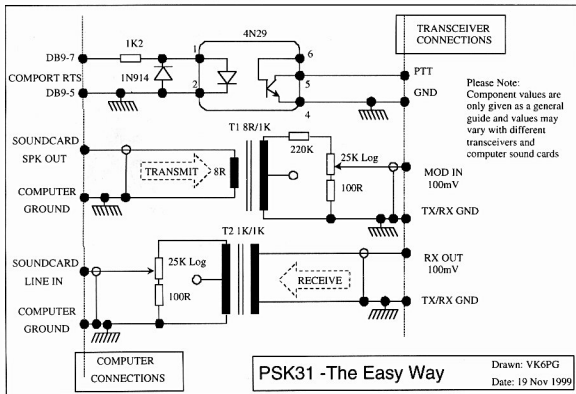 TRANSCEIVER
CONNECTIONS
4N29
1K2
DB9-7
1
6
COMPORT RTS
1N914
5
PTT
DB9-5
2
4
GND
Please Note:
Component values are
only given as a general
guide and values may
vary with different
transceivers and
computer sound cards
SOUNDCARD
SPK OUT
T1 8R/1K
220K
25K Log
TRANSMIT
8R
100R
MOD IN
100mV
COMPUTER
GROUND
TX/RX GND
T2 1K/1K
SOUNDCARD
LINE IN
25K Log
100R
RECEIVE
RX OUT
100mV
COMPUTER
GROUND
TX/RX GND
COMPUTER
CONNECTIONS
PSK31 -The Easy Way
Drawn: VK6PG
Date: 19 Nov 1999